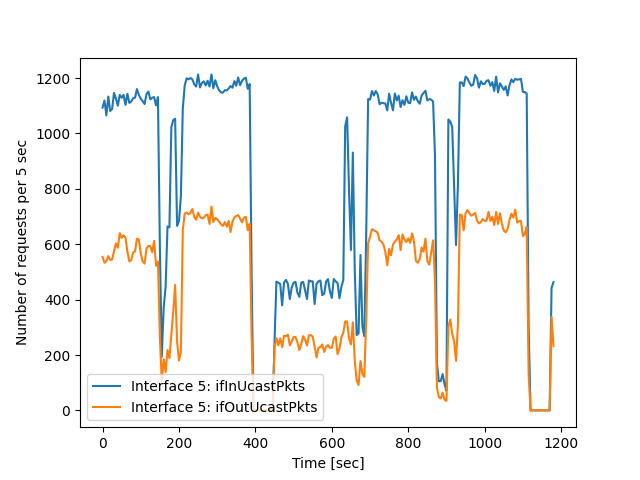 1200
1000
800
600
400
200
0
Number of requests per 5 sec
Interface 5: ifInUcastPkts
Interface 5: ifOutUcastPkts
0 200 400 600 800 1000 1200
Time [sec]